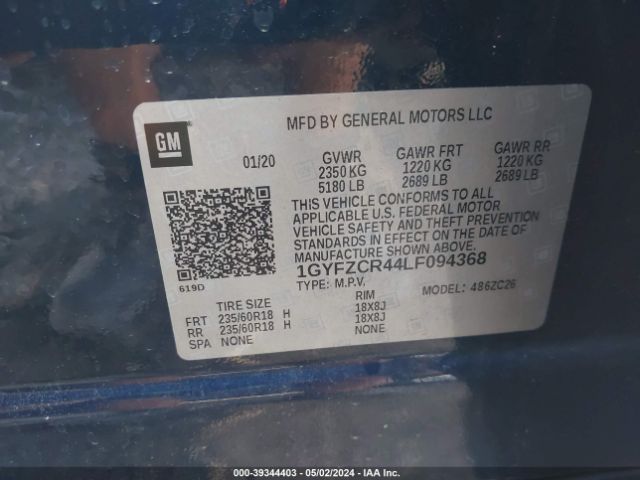 MFD BY GENERAL MOTORS LLC
GM
01/20 GVWR GAWR FRT GAWR RR
2350 KG 1220 KG 1220 KG
5180 LB 2689 LB 2689 LB
THIS VEHICLE CONFORMS TO ALL
APPLICABLE U.S. FEDERAL MOTOR
VEHICLE SAFETY AND THEFT PREVENTION
STANDARDS IN EFFECT ON THE DATE OF
MANUFACTURE SHOWN ABOVE.
1GYFZCR44LF094368
619D
TYPE: M.P.V. MODEL: 486ZC26
TIRE SIZE RIM
FRT 235/60R18 H 18X8J
RR 235/60R18 H 18X8J
SPA NONE NONE
000-39344403 - 05/02/2024 - IAA Inc.